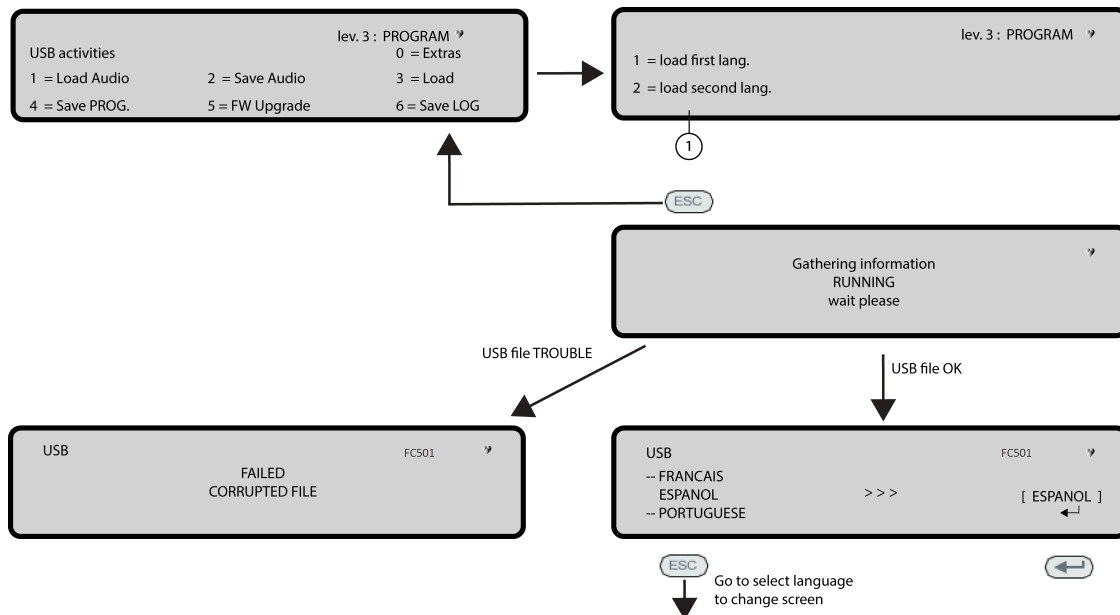 lev. 3 : PROGRAM
USB activities 0 = Extras
1 = Load Audio 2 = Save Audio 3 = Load
4 = Save PROG. 5 = FW Upgrade 6 = Save LOG
lev. 3 : PROGRAM
1 = load first lang.
2 = load second lang.
1
ESC
Gathering information
RUNNING
wait please
USB file TROUBLE
USB file OK
USB FC501
FAILED
CORRUPTED FILE
USB FC501
-- FRANCAIS
ESPANOL >>> [ ESPANOL ]
-- PORTUGUESE
ESC
Go to select language
to change screen